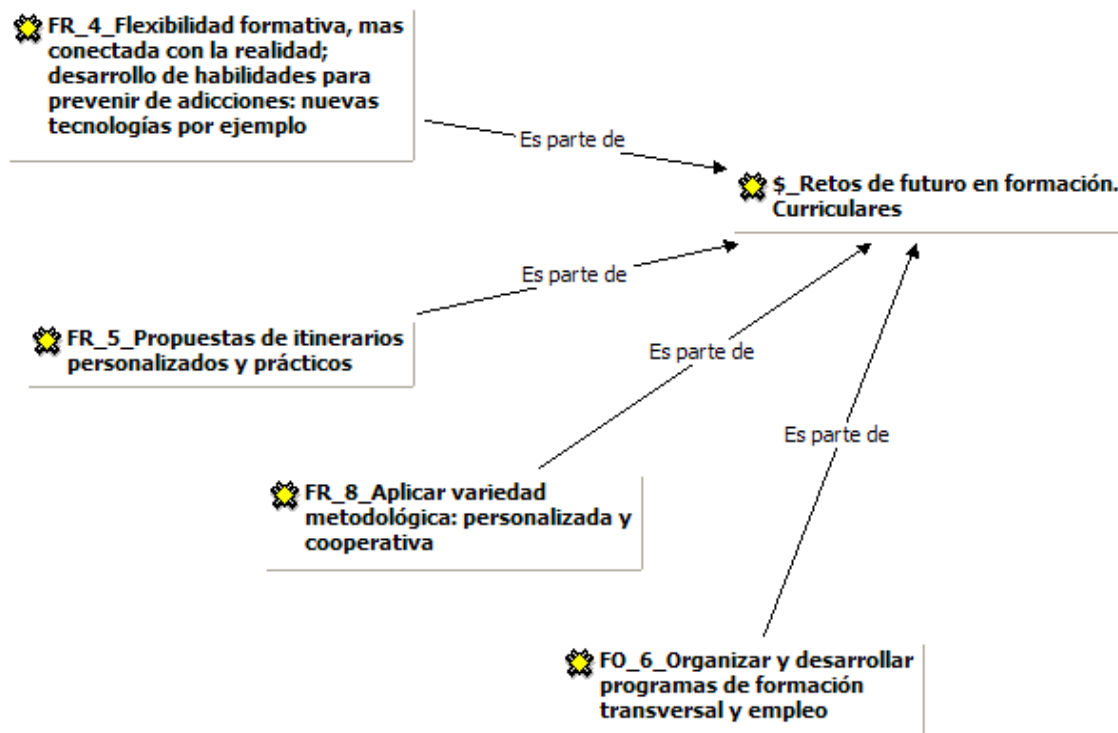 FR_4_Flexibilidad formativa, mas
conectada con la realidad;
desarrollo de habilidades para
prevenir de adicciones: nuevas
tecnologías por ejemplo
Es parte de
$_Retos de futuro en formación.
Curriculares
Es parte de
FR_5_Propuestas de itinerarios
personalizados y prácticos
Es parte de
Es parte de
FR_8_Aplicar variedad
metodológica: personalizada y
cooperativa
FO_6_Organizar y desarrollar
programas de formación
transversal y empleo